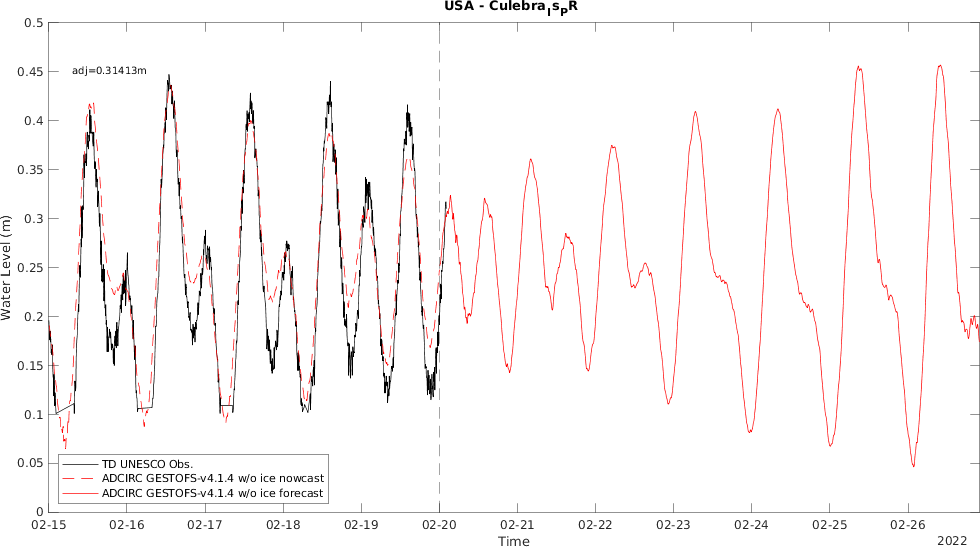 USA - CulebraIsPR
adj=0.31413m
Water Level (m)
0.5
0.45
0.4
0.35
0.3
0.25
0.2
0.15
0.1
0.05
0
TD UNESCO Obs.
ADCIRC GESTOFS-v4.1.4 w/o ice nowcast
ADCIRC GESTOFS-v4.1.4 w/o ice forecast
02-15 02-16 02-17 02-18 02-19 02-20 02-21 02-22 02-23 02-24 02-25 02-26
Time
2022